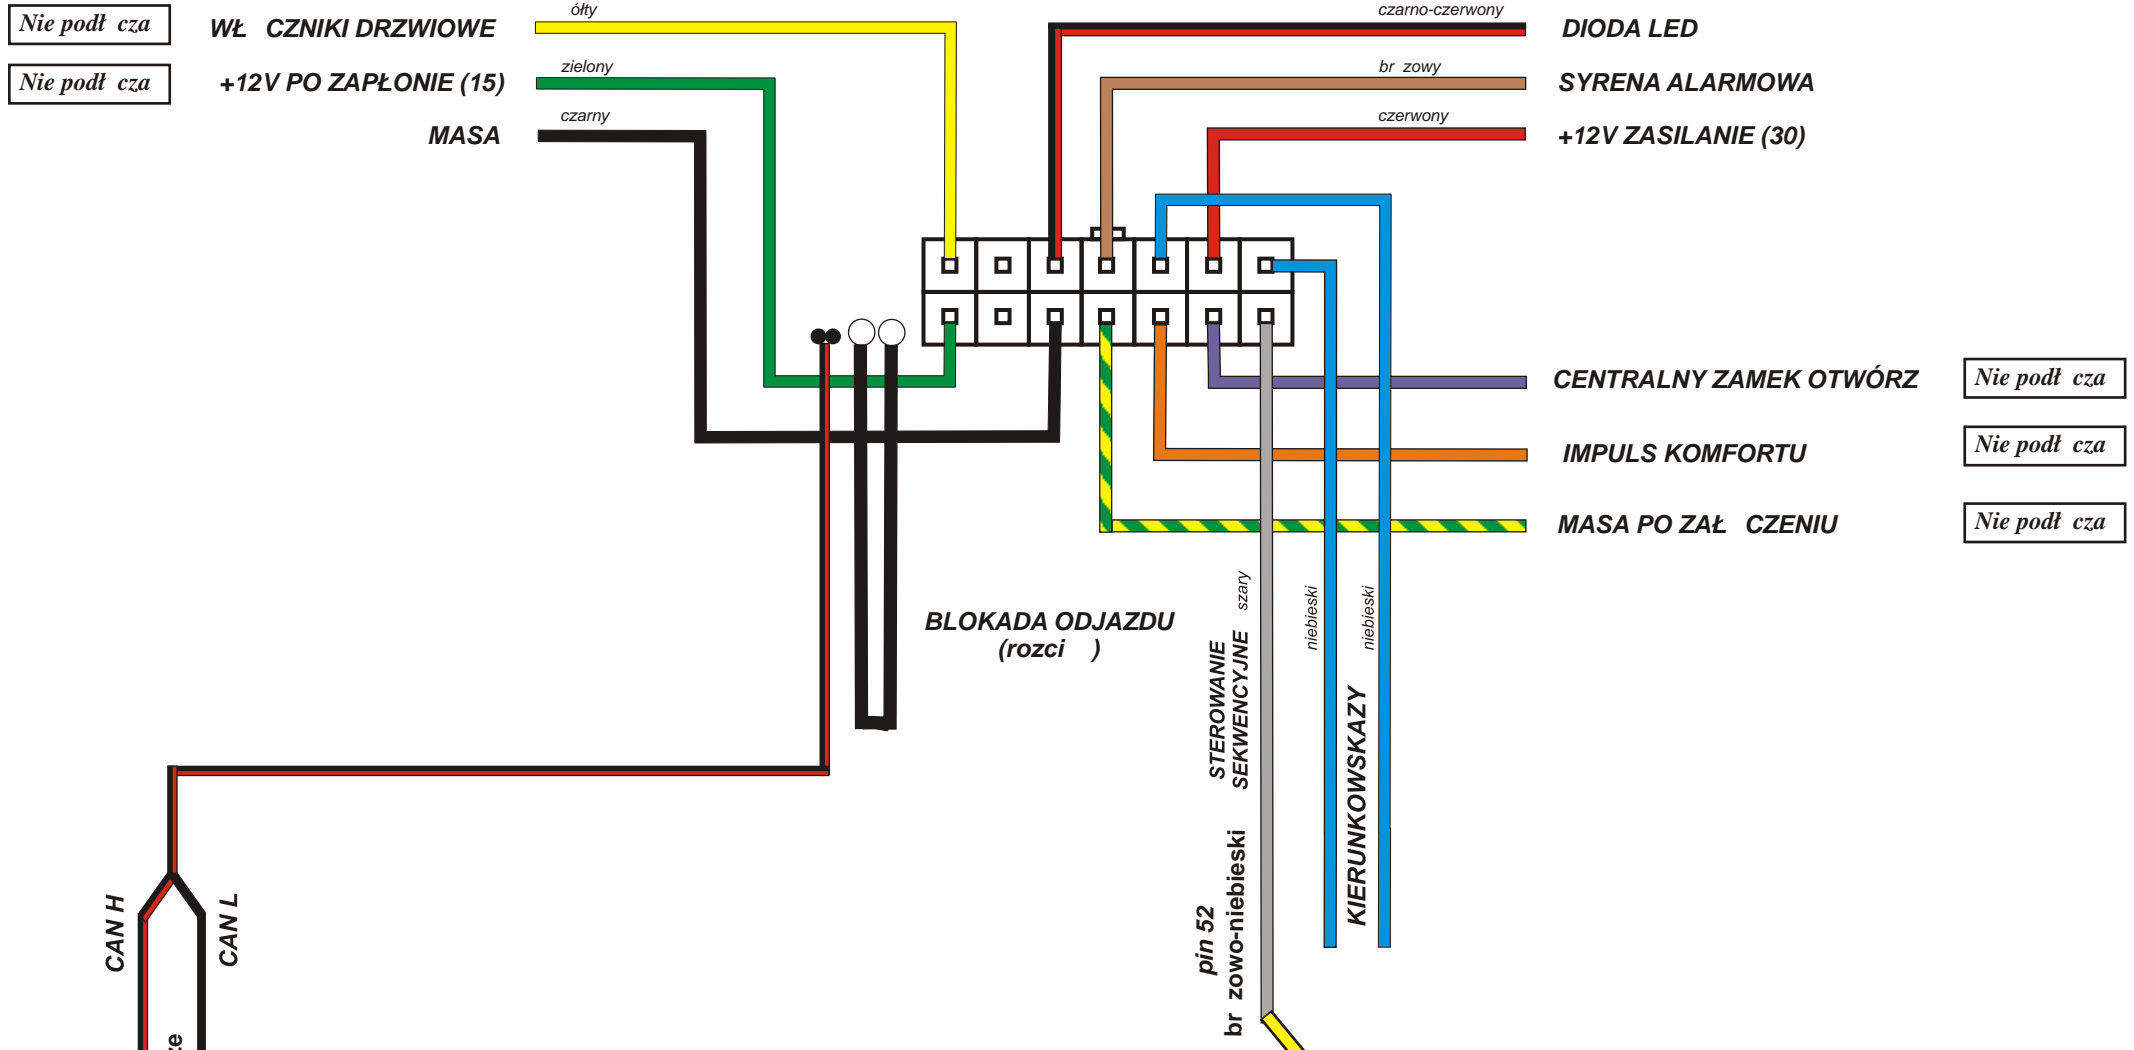 Nie podł cza
WŁ CZNIKI DRZWIOWE
ółty
czarno-czerwony
DIODA LED
Nie podł cza
+12V PO ZAPŁONIE (15)
zielony
br zowy
SYRENA ALARMOWA
MASA
czarny
czerwony
+12V ZASILANIE (30)
CENTRALNY ZAMEK OTWÓRZ
Nie podł cza
IMPULS KOMFORTU
Nie podł cza
MASA PO ZAŁ CZENIU
Nie podł cza
BLOKADA ODJAZDU
(rozci )
STEROWANIE
SEKWENCYJNE
szary
niebieski
niebieski
KIERUNKOWSKAZY
pin 52
br zowo-niebieski
CAN H
CAN L